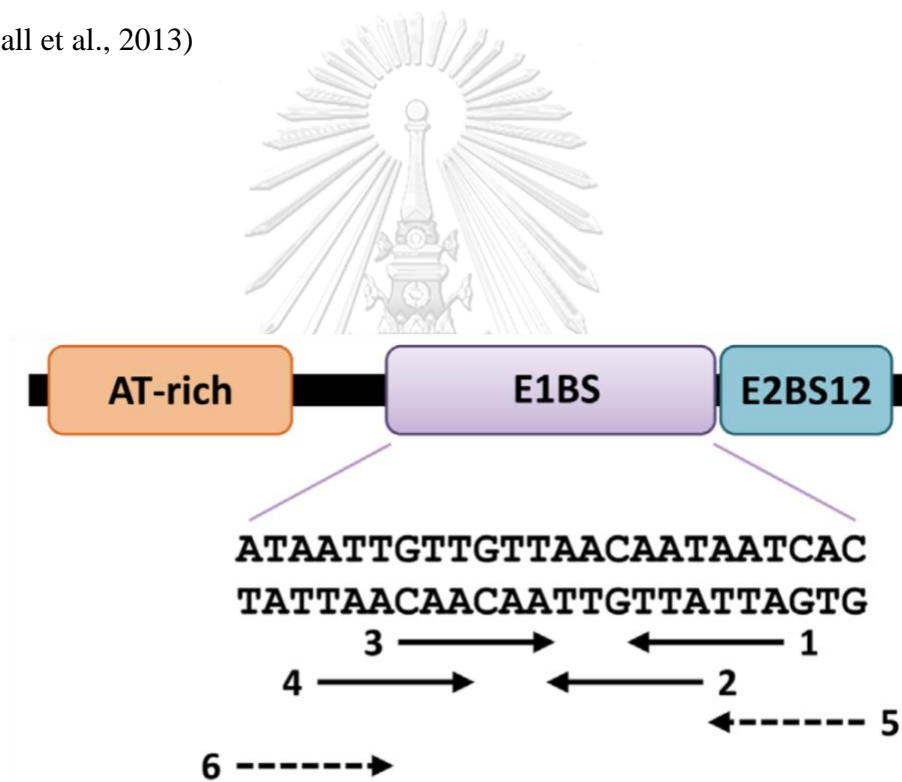 all et al., 2013)
AT-rich E1BS E2BS12
ATAATTGTTGTTAACAATAATCAC
TATTAACAACAATTGTTATTAGTG
3 1
4 2
5
6